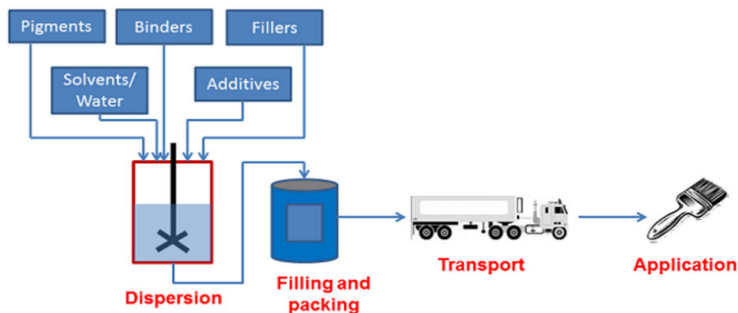 Pigments
Binders
Fillers
Solvents/
Water
Additives
Dispersion
Filling and
packing
Transport
Application